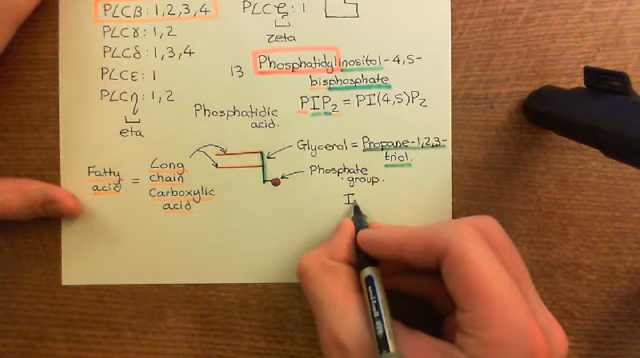 PLCβ: 1,2,3,4
PLCγ: 1,2
PLCδ: 1,3,4
PLCε: 1
PLCη: 1,2
eta
PLCζ: 1
zeta
13
Phosphatidylinositol-4,5-
bisphosphate
PIP₂ = PI(4,5)P₂
Phosphatidic
acid.
Glycerol = Propane-1,2,3-
triol.
Phosphate
group.
Fatty
acid
=
Long
chain
Carboxylic
acid
I